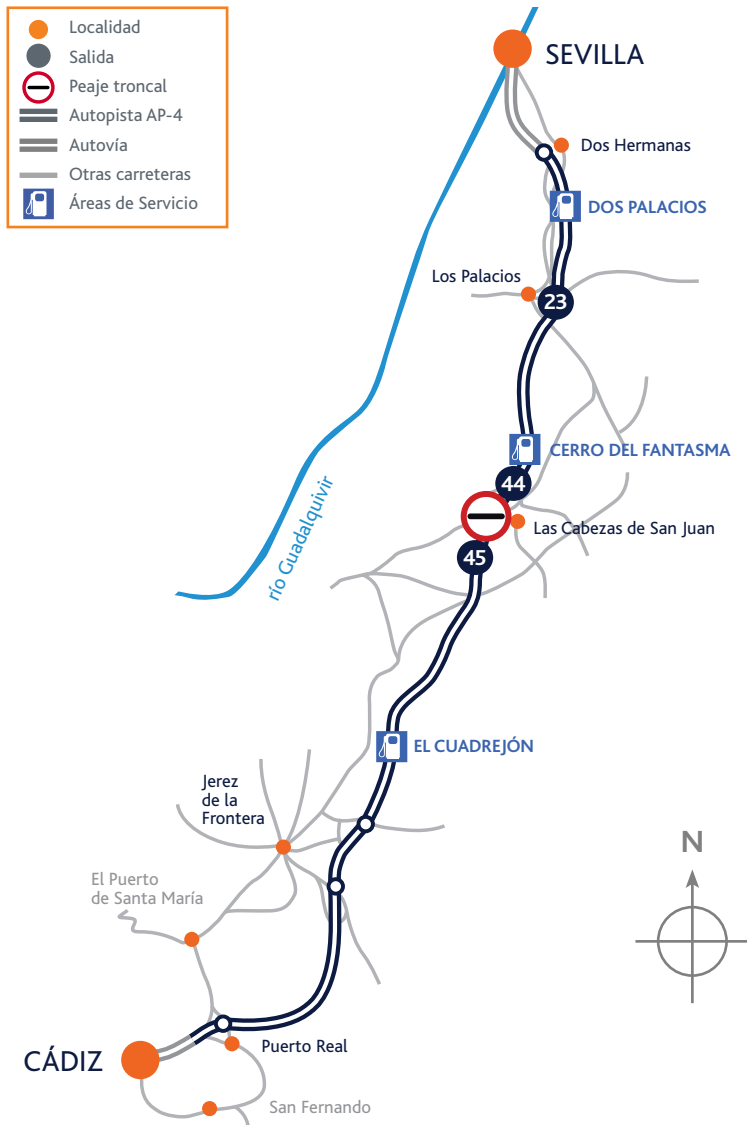 Localidad
Salida
Peaje troncal
Autopista AP-4
Autovía
Otras carreteras
Áreas de Servicio
SEVILLA
Dos Hermanas
DOS PALACIOS
Los Palacios
23
CERRO DEL FANTASMA
44
Las Cabezas de San Juan
45
río Guadalquivir
EL CUADREJÓN
Jerez
de la
Frontera
N
El Puerto
de Santa María
Puerto Real
CÁDIZ
San Fernando